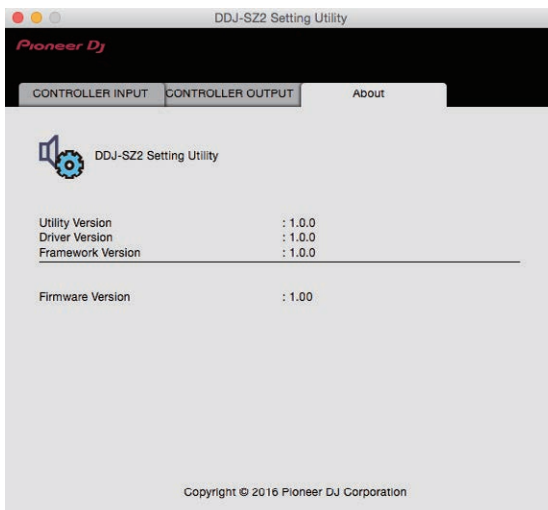 DDJ-SZ2 Setting Utility
Pioneer Dj
CONTROLLER INPUT CONTROLLER OUTPUT About
DDJ-SZ2 Setting Utility
Utility Version : 1.0.0
Driver Version : 1.0.0
Framework Version : 1.0.0
Firmware Version : 1.00
Copyright © 2016 Pioneer DJ Corporation